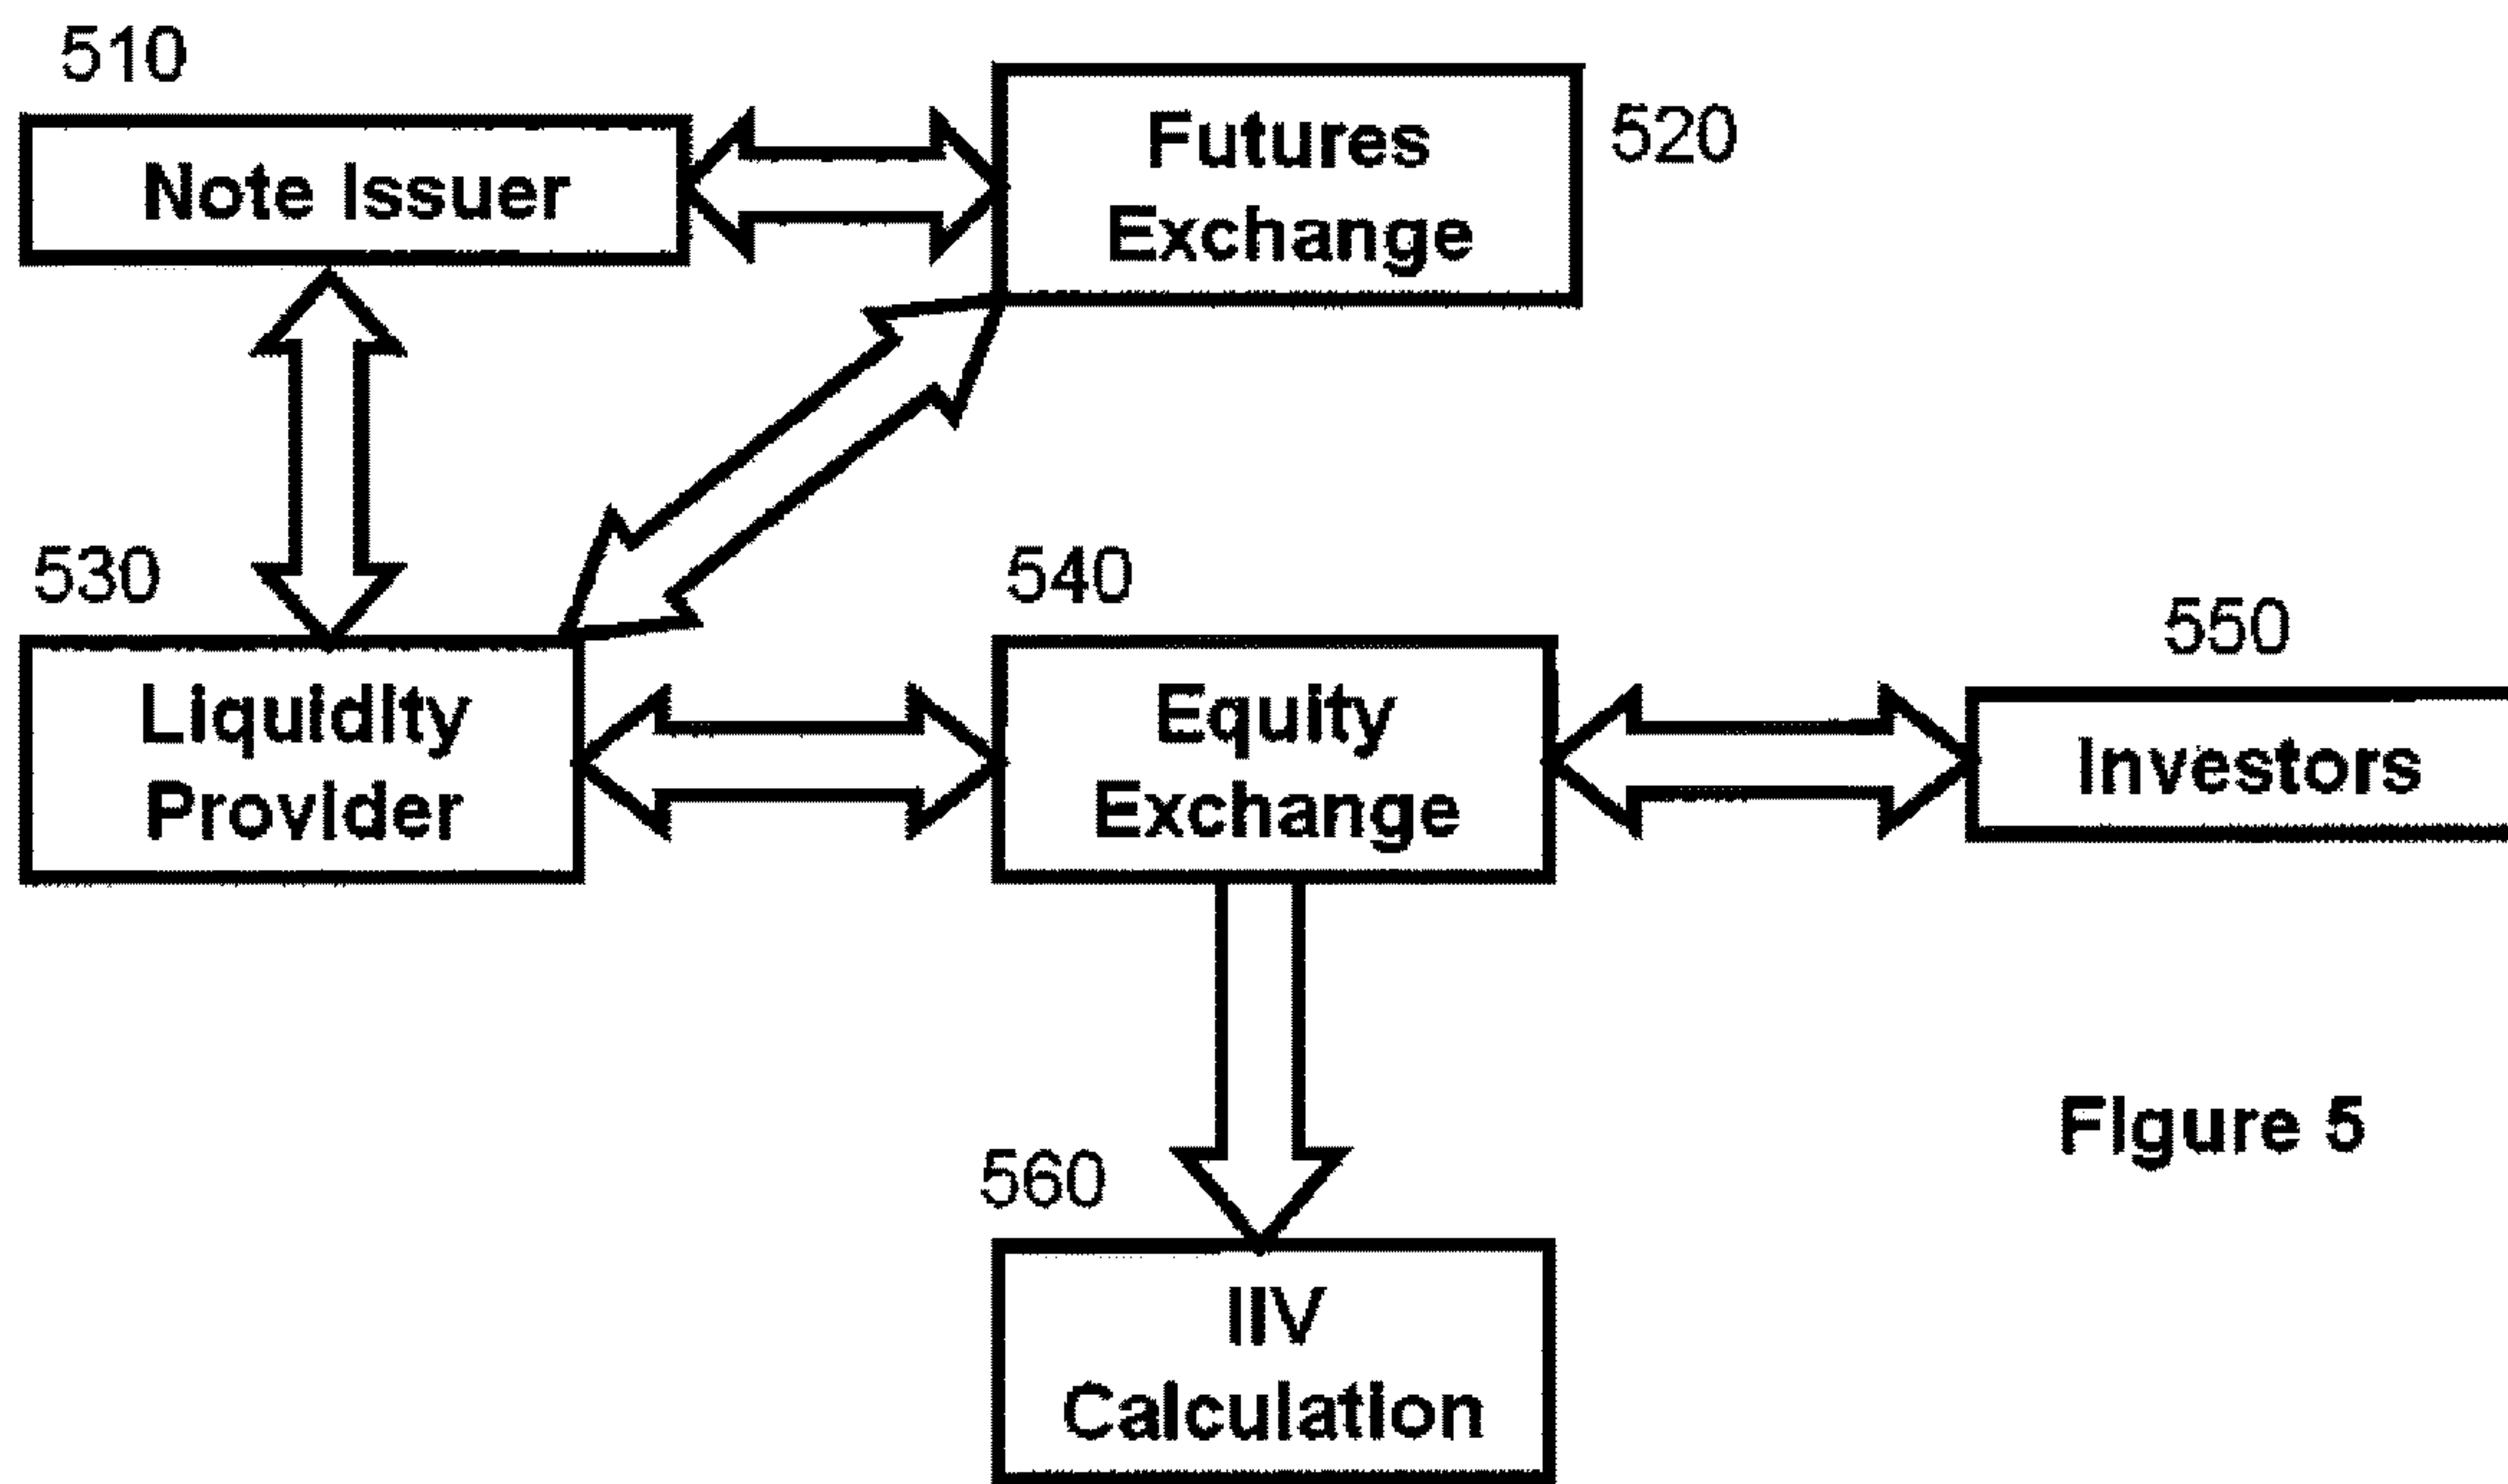 510
Note Issuer
Futures
Exchange
520
530
Liquidity
Provider
540
Equity
Exchange
550
Investors
560
IIV
Calculation
Figure 5